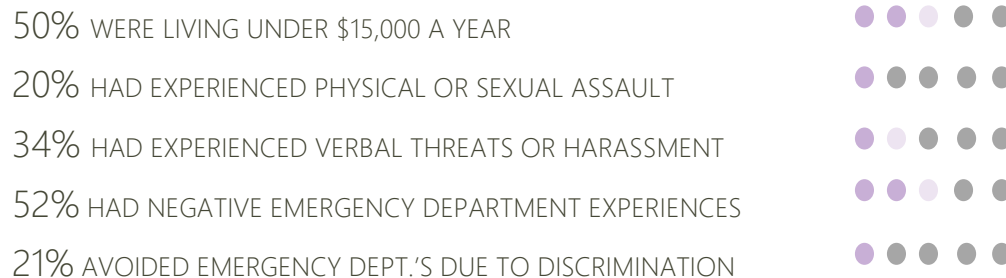 50% WERE LIVING UNDER $15,000 A YEAR
20% HAD EXPERIENCED PHYSICAL OR SEXUAL ASSAULT
34% HAD EXPERIENCED VERBAL THREATS OR HARASSMENT
52% HAD NEGATIVE EMERGENCY DEPARTMENT EXPERIENCES
21% AVOIDED EMERGENCY DEPT.'S DUE TO DISCRIMINATION